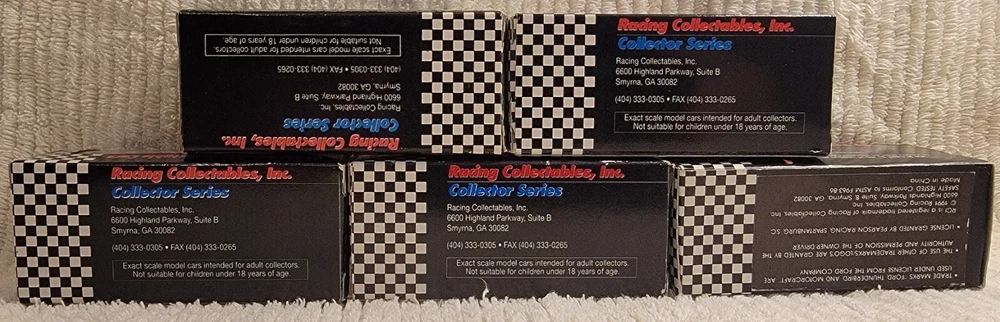 Exact scale model cars intended for adult collectors.
Not suitable for children under 18 years of age.
(404) 333-0305 • FAX (404) 333-0265
Smyrna, GA 30082
6600 Highland Parkway, Suite B
Racing Collectables, Inc.
Collector Series
Racing Collectables, Inc.
Racing Collectables, Inc.
Collector Series
Racing Collectables, Inc.
6600 Highland Parkway, Suite B
Smyrna, GA 30082
(404) 333-0305 • FAX (404) 333-0265
Exact scale model cars intended for adult collectors.
Not suitable for children under 18 years of age.
Racing Collectables, Inc.
Collector Series
Racing Collectables, Inc.
6600 Highland Parkway, Suite B
Smyrna, GA 30082
(404) 333-0305 • FAX (404) 333-0265
Exact scale model cars intended for adult collectors.
Not suitable for children under 18 years of age.
Racing Collectables, Inc.
Collector Series
Racing Collectables, Inc.
6600 Highland Parkway, Suite B
Smyrna, GA 30082
(404) 333-0305 • FAX (404) 333-0265
Exact scale model cars intended for adult collectors.
Not suitable for children under 18 years of age.
• TRADE MARKS "FORD, THUNDERBIRD AND MOTORCRAFT" ARE
USED UNDER LICENSE FROM THE FORD COMPANY.
• THE USE OF OTHER TRADEMARKS/LOGO'S ARE GRANTED BY THE
AUTHORITY AND PERMISSION OF THE OWNER/DRIVER
• LICENSE GRANTED BY PEARSON RACING, SPARTANBURG, S.C.
RCI is a registered trademark of Racing Collectables, Inc.
© 1991 Racing Collectables, Inc.
6600 Highlands Parkway, Suite B Smyrna, GA 30082
SAFETY TESTED Conforms to ASTM F963-86
Made in China